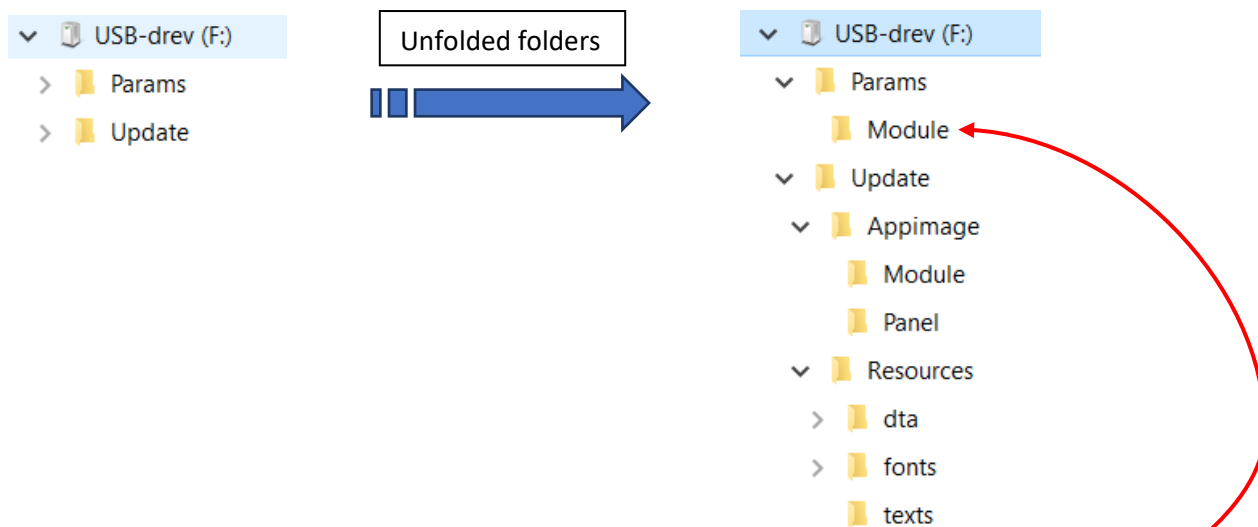 USB-drev (F:)
Params
Update
Unfolded folders
USB-drev (F:)
Params
Module
Update
Appimage
Module
Panel
Resources
dta
fonts
texts